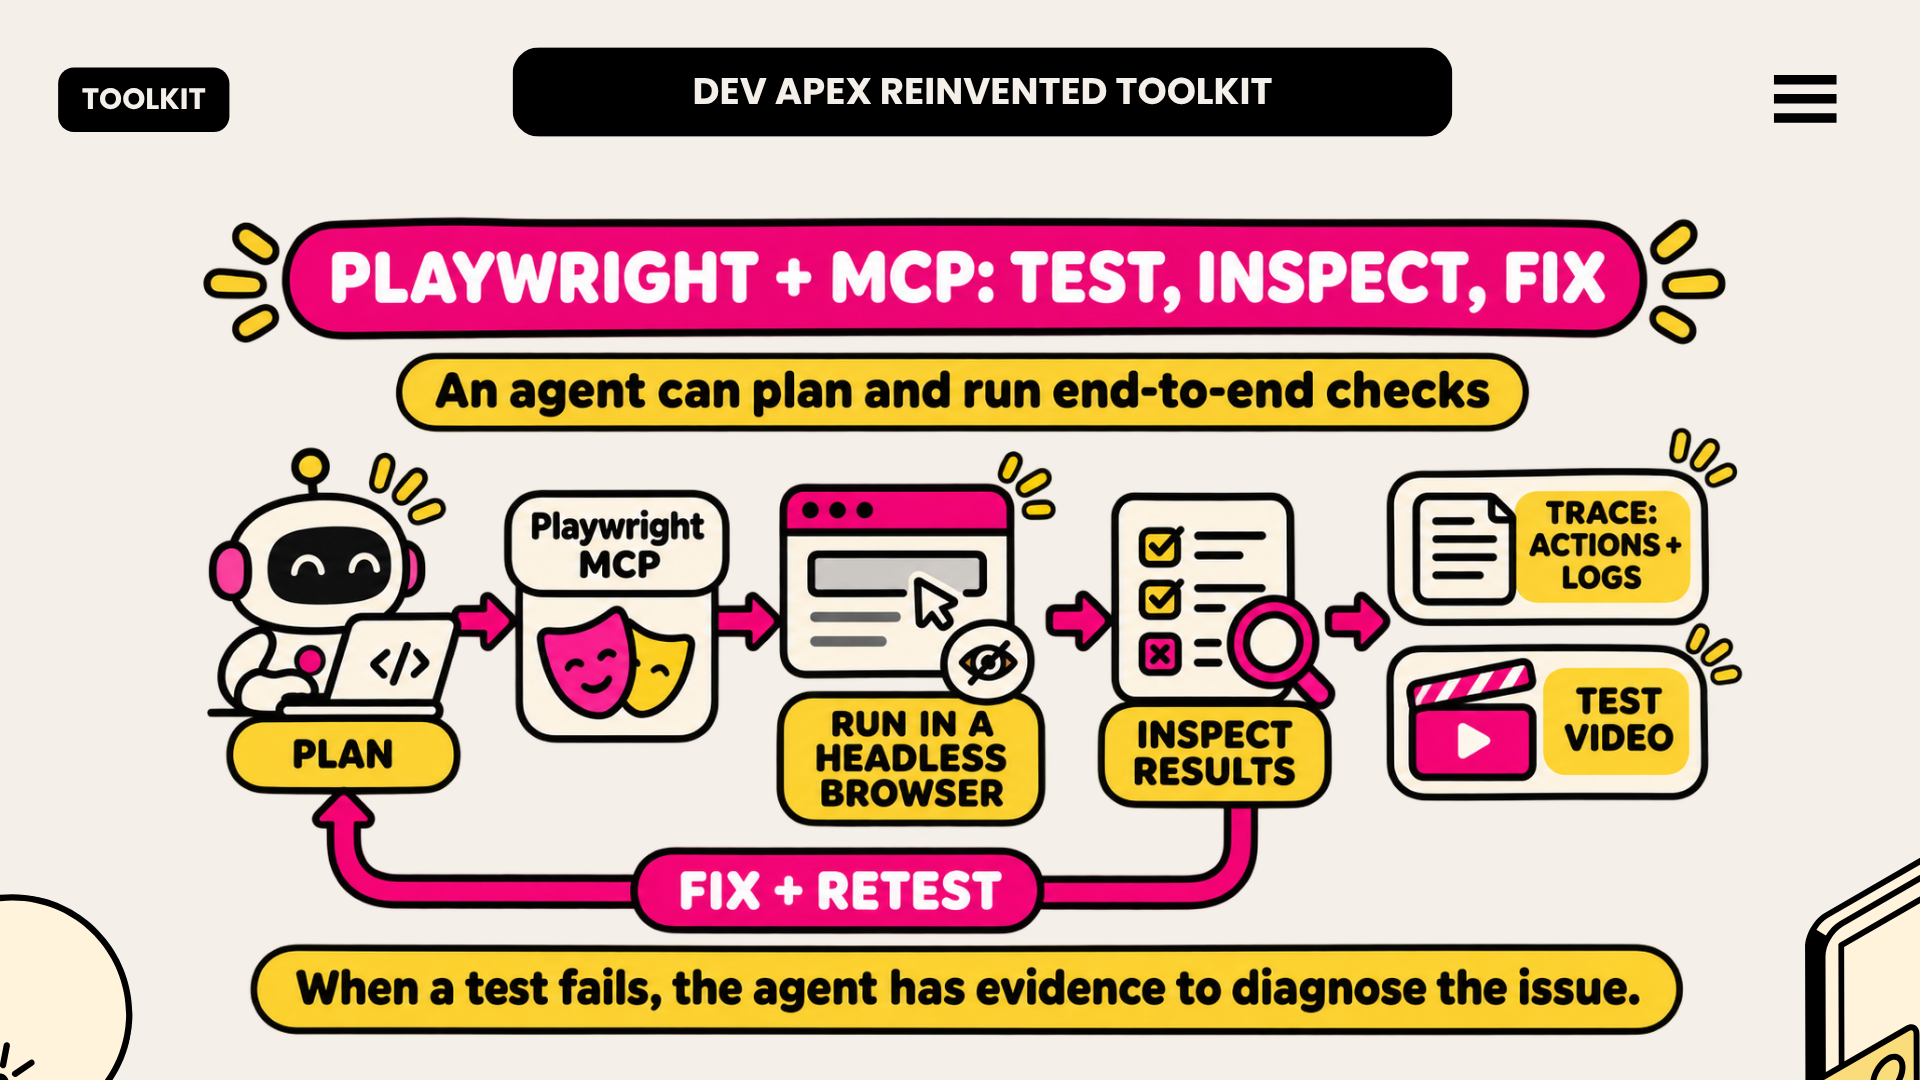 TOOLKIT
DEV APEX REINVENTED TOOLKIT
PLAYWRIGHT + MCP: TEST, INSPECT, FIX
An agent can plan and run end-to-end checks
Playwright
MCP
</>
TRACE:
ACTIONS +
LOGS
TEST
VIDEO
PLAN
RUN IN A
HEADLESS
BROWSER
INSPECT
RESULTS
FIX + RETEST
When a test fails, the agent has evidence to diagnose the issue.